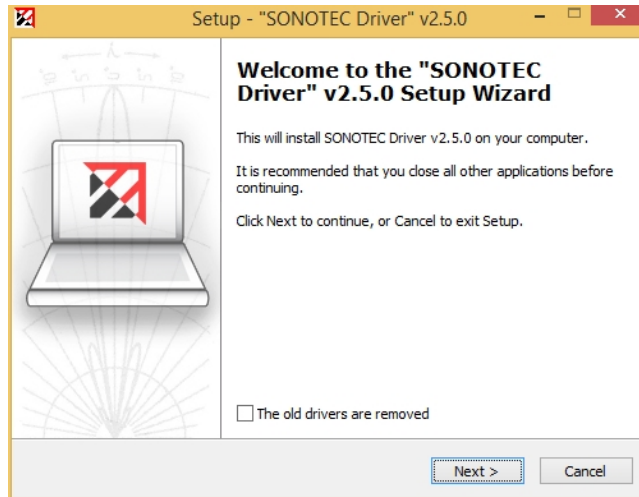 Setup - "SONOTEC Driver" v2.5.0
Welcome to the "SONOTEC
Driver" v2.5.0 Setup Wizard
This will install SONOTEC Driver v2.5.0 on your computer.
It is recommended that you close all other applications before
continuing.
Click Next to continue, or Cancel to exit Setup.
The old drivers are removed
Next >
Cancel